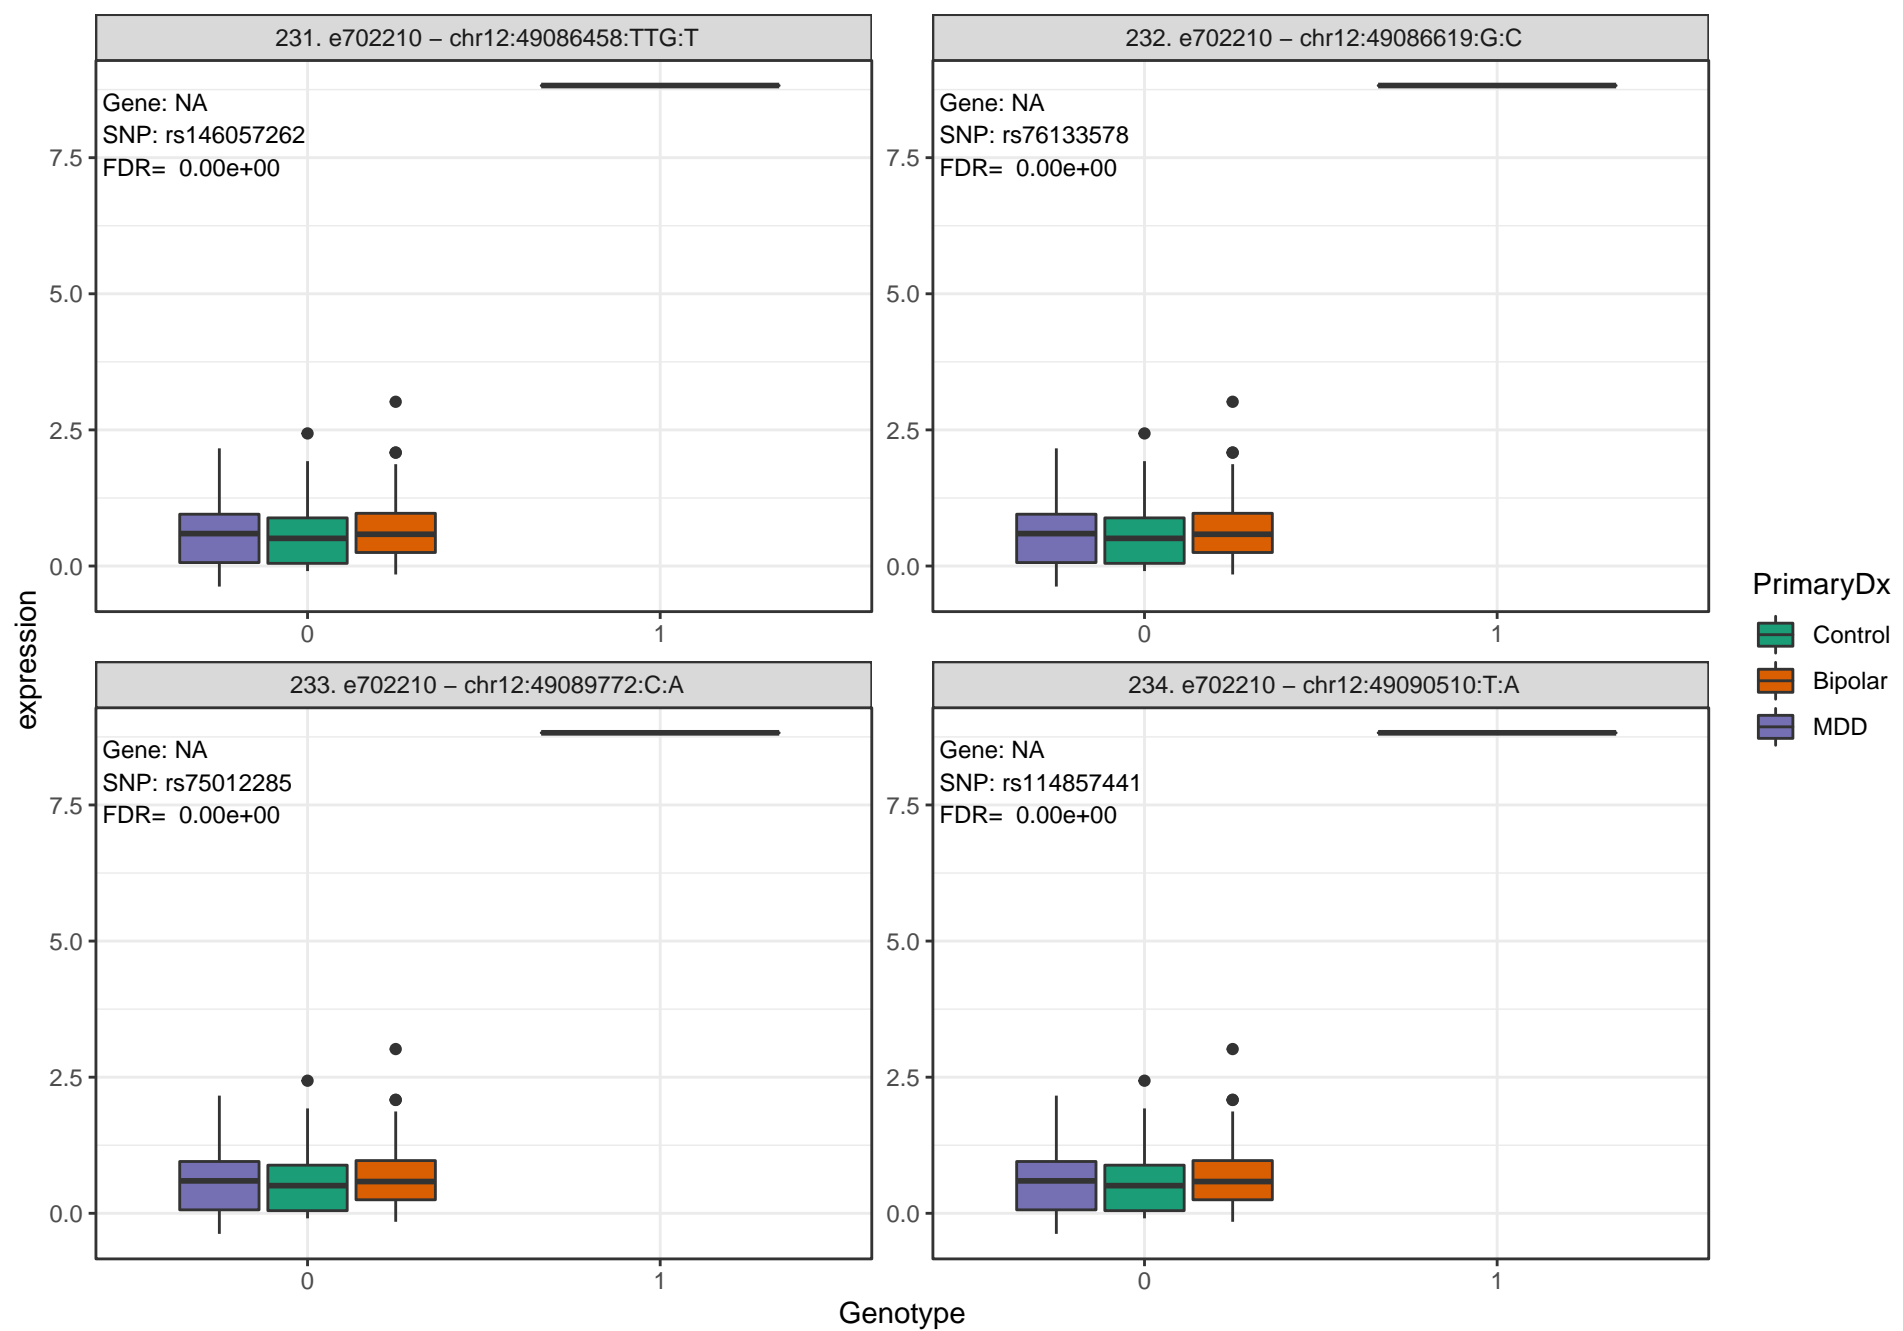 231. e702210 – chr12:49086458:TTG:T
Gene: NA
SNP: rs146057262
FDR=  0.00e+00
7.5
5.0
2.5
0.0
0
1
232. e702210 – chr12:49086619:G:C
Gene: NA
SNP: rs76133578
FDR=  0.00e+00
7.5
5.0
2.5
0.0
0
1
233. e702210 – chr12:49089772:C:A
Gene: NA
SNP: rs75012285
FDR=  0.00e+00
7.5
5.0
2.5
0.0
0
1
234. e702210 – chr12:49090510:T:A
Gene: NA
SNP: rs114857441
FDR=  0.00e+00
7.5
5.0
2.5
0.0
0
1
expression
Genotype
PrimaryDx
Control
Bipolar
MDD